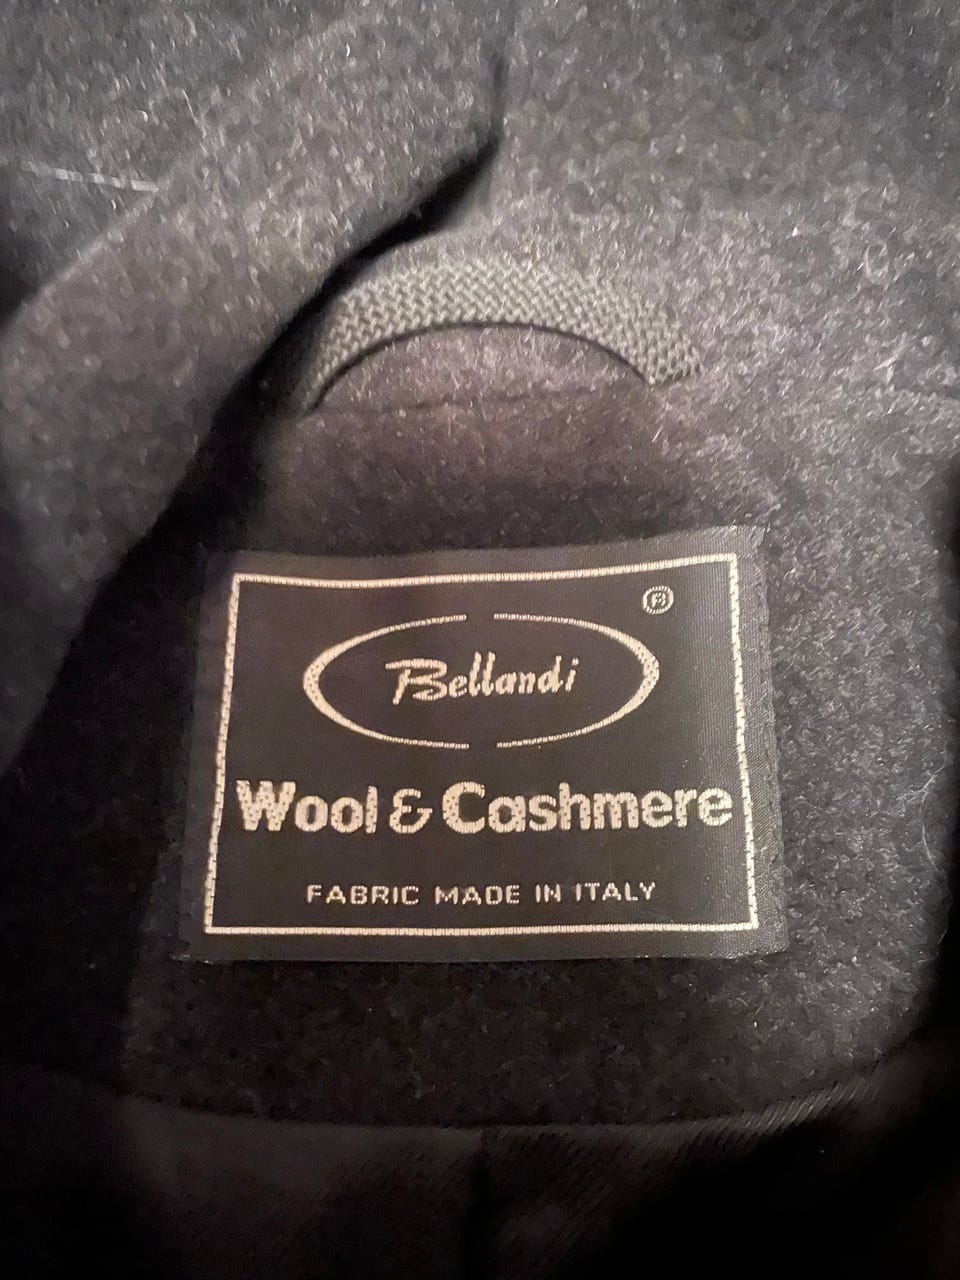 ®
Bellandi
Wool & Cashmere
FABRIC MADE IN ITALY